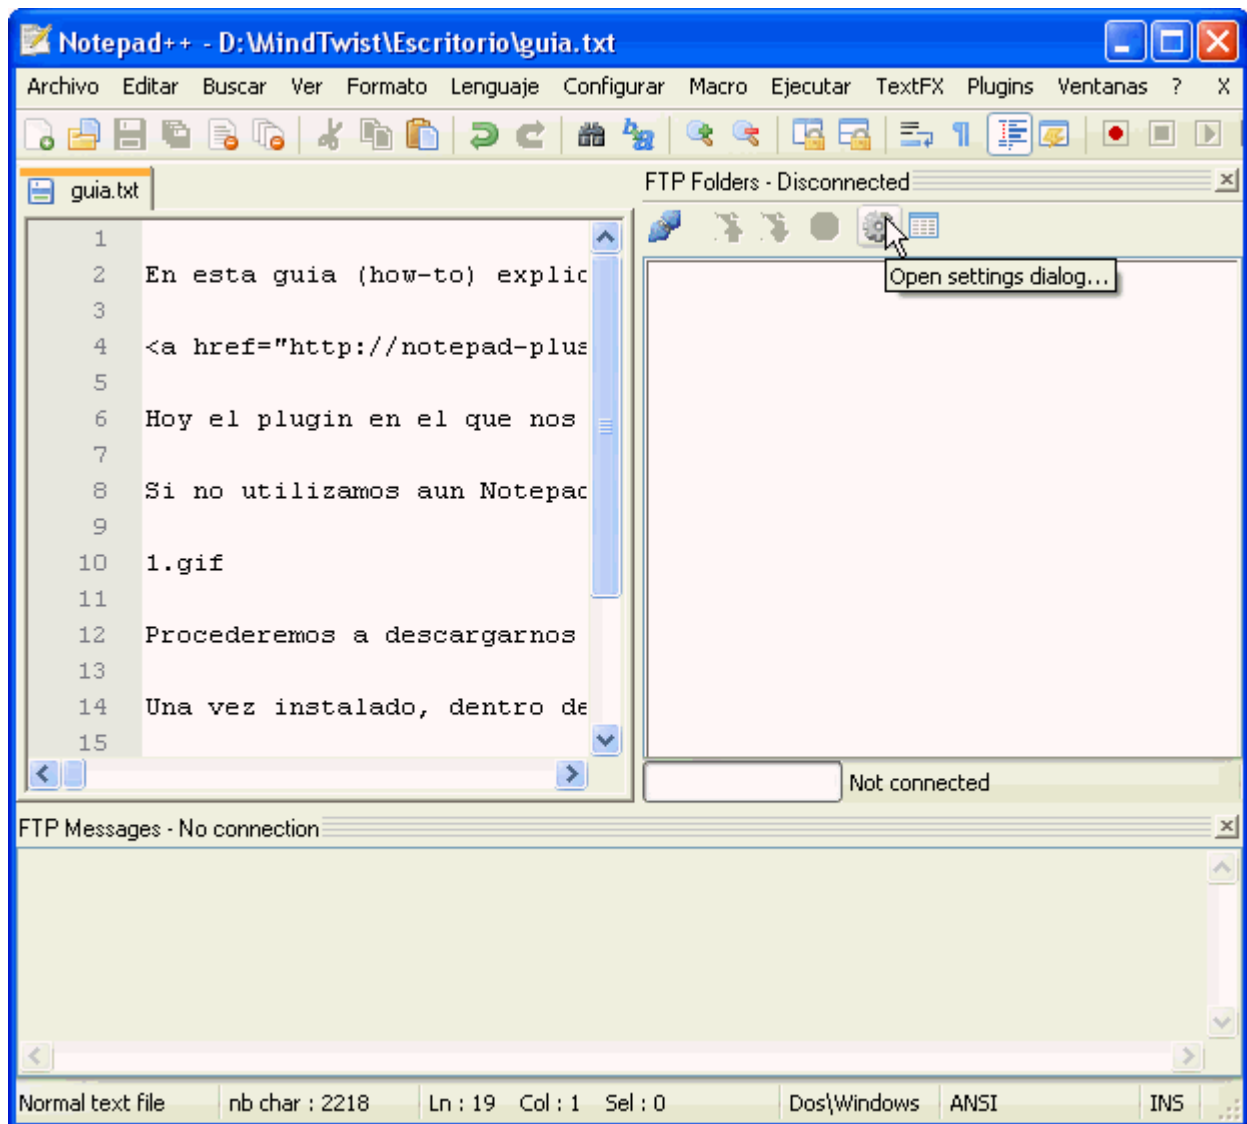 Notepad++ - D:\MindTwist\Escritorio\guia.txt
Archivo Editar Buscar Ver Formato Lenguaje Configurar Macro Ejecutar TextFX Plugins Ventanas ? X
guia.txt
FTP Folders - Disconnected
Open settings dialog...
1
2 En esta guia (how-to) explic
3
4 <a href="http://notepad-plus
5
6 Hoy el plugin en el que nos
7
8 Si no utilizamos aun Notepad
9
10 1.gif
11
12 Procederemos a descargarnos
13
14 Una vez instalado, dentro de
15
Not connected
FTP Messages - No connection
Normal text file nb char : 2218 Ln : 19 Col : 1 Sel : 0 Dos\Windows ANSI INS